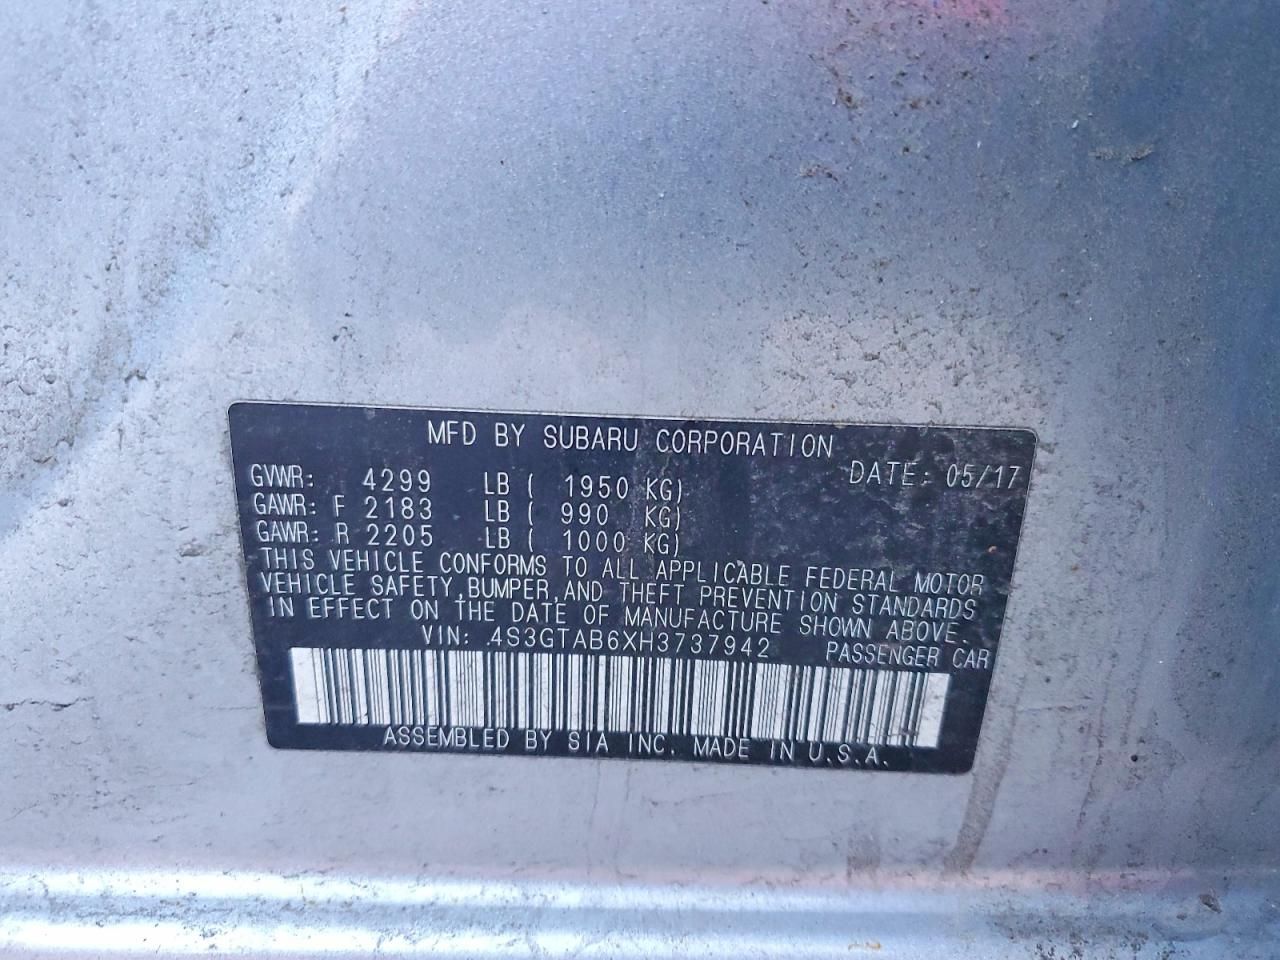 MFD BY SUBARU CORPORATION
DATE: 05/17
GVWR: 4299 LB ( 1950 KG)
GAWR: F 2183 LB ( 990 KG)
GAWR: R 2205 LB ( 1000 KG)
THIS VEHICLE CONFORMS TO ALL APPLICABLE FEDERAL MOTOR
VEHICLE SAFETY, BUMPER, AND THEFT PREVENTION STANDARDS
IN EFFECT ON THE DATE OF MANUFACTURE SHOWN ABOVE.
VIN: 4S3GTAB6XH3737942 PASSENGER CAR
ASSEMBLED BY SIA INC. MADE IN U.S.A.